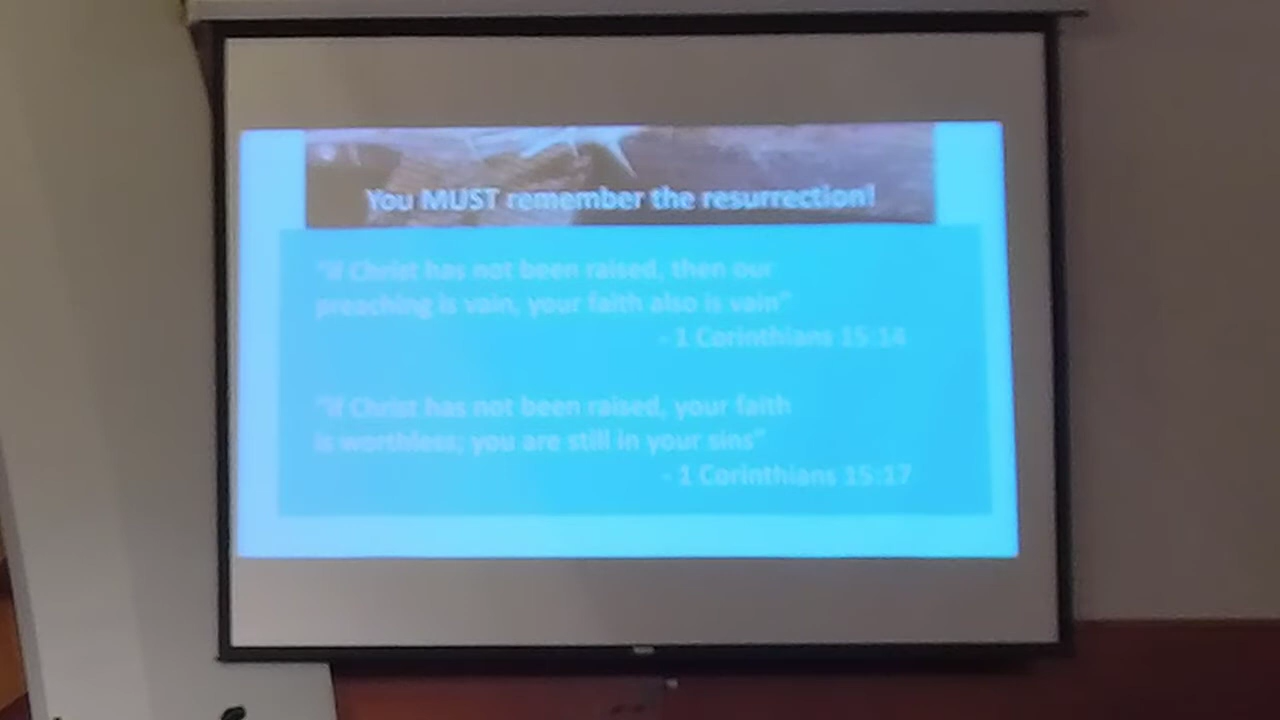 You MUST remember the resurrection!
"If Christ has not been raised, then our
preaching is vain, your faith also is vain"
- 1 Corinthians 15:14
"If Christ has not been raised, your faith
is worthless; you are still in your sins"
- 1 Corinthians 15:17